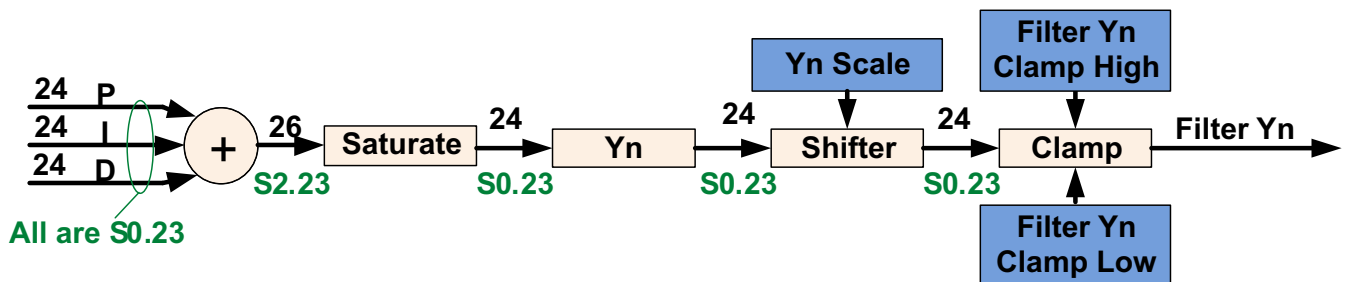 24 P
24 I
24 D
All are S0.23
+
26
S2.23
Saturate
24
S0.23
Yn
24
S0.23
Yn Scale
Shifter
24
S0.23
Filter Yn
Clamp High
Clamp
Filter Yn
Clamp Low
Filter Yn